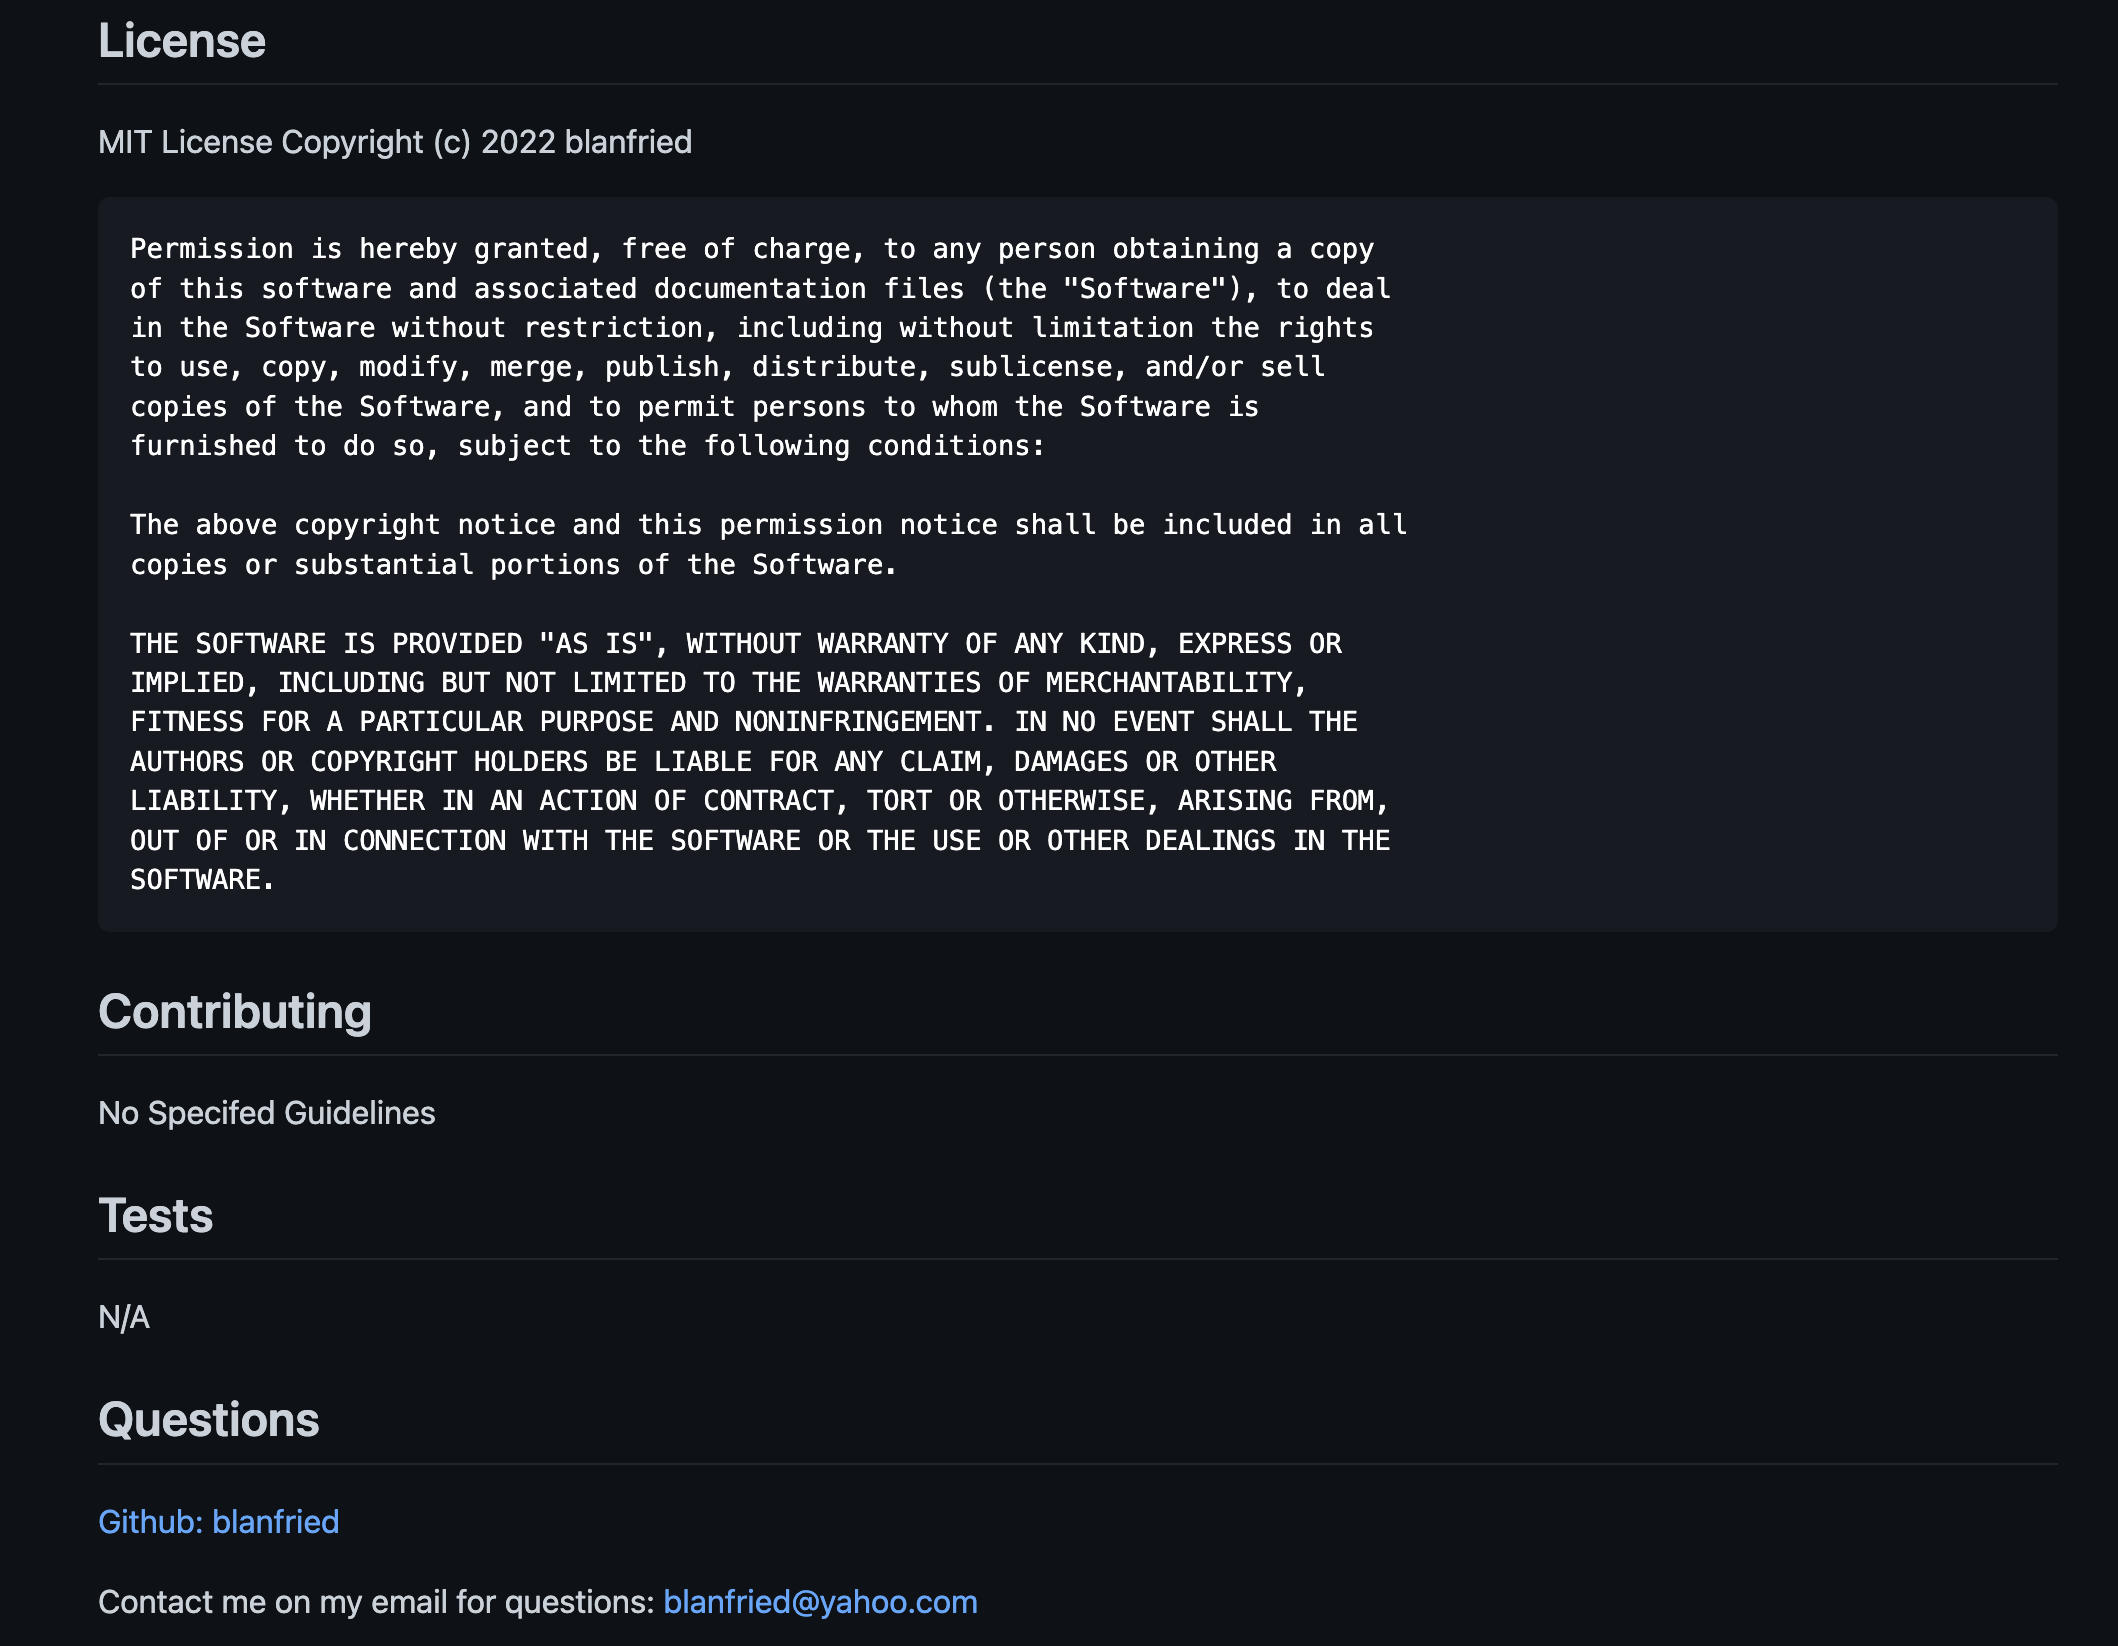 License
MIT License Copyright (c) 2022 blanfried
Permission is hereby granted, free of charge, to any person obtaining a copy
of this software and associated documentation files (the "Software"), to deal
in the Software without restriction, including without limitation the rights
to use, copy, modify, merge, publish, distribute, sublicense, and/or sell
copies of the Software, and to permit persons to whom the Software is
furnished to do so, subject to the following conditions:
The above copyright notice and this permission notice shall be included in all
copies or substantial portions of the Software.
THE SOFTWARE IS PROVIDED "AS IS", WITHOUT WARRANTY OF ANY KIND, EXPRESS OR
IMPLIED, INCLUDING BUT NOT LIMITED TO THE WARRANTIES OF MERCHANTABILITY,
FITNESS FOR A PARTICULAR PURPOSE AND NONINFRINGEMENT. IN NO EVENT SHALL THE
AUTHORS OR COPYRIGHT HOLDERS BE LIABLE FOR ANY CLAIM, DAMAGES OR OTHER
LIABILITY, WHETHER IN AN ACTION OF CONTRACT, TORT OR OTHERWISE, ARISING FROM,
OUT OF OR IN CONNECTION WITH THE SOFTWARE OR THE USE OR OTHER DEALINGS IN THE
SOFTWARE.
Contributing
No Specifed Guidelines
Tests
N/A
Questions
Github: blanfried
Contact me on my email for questions: blanfried@yahoo.com